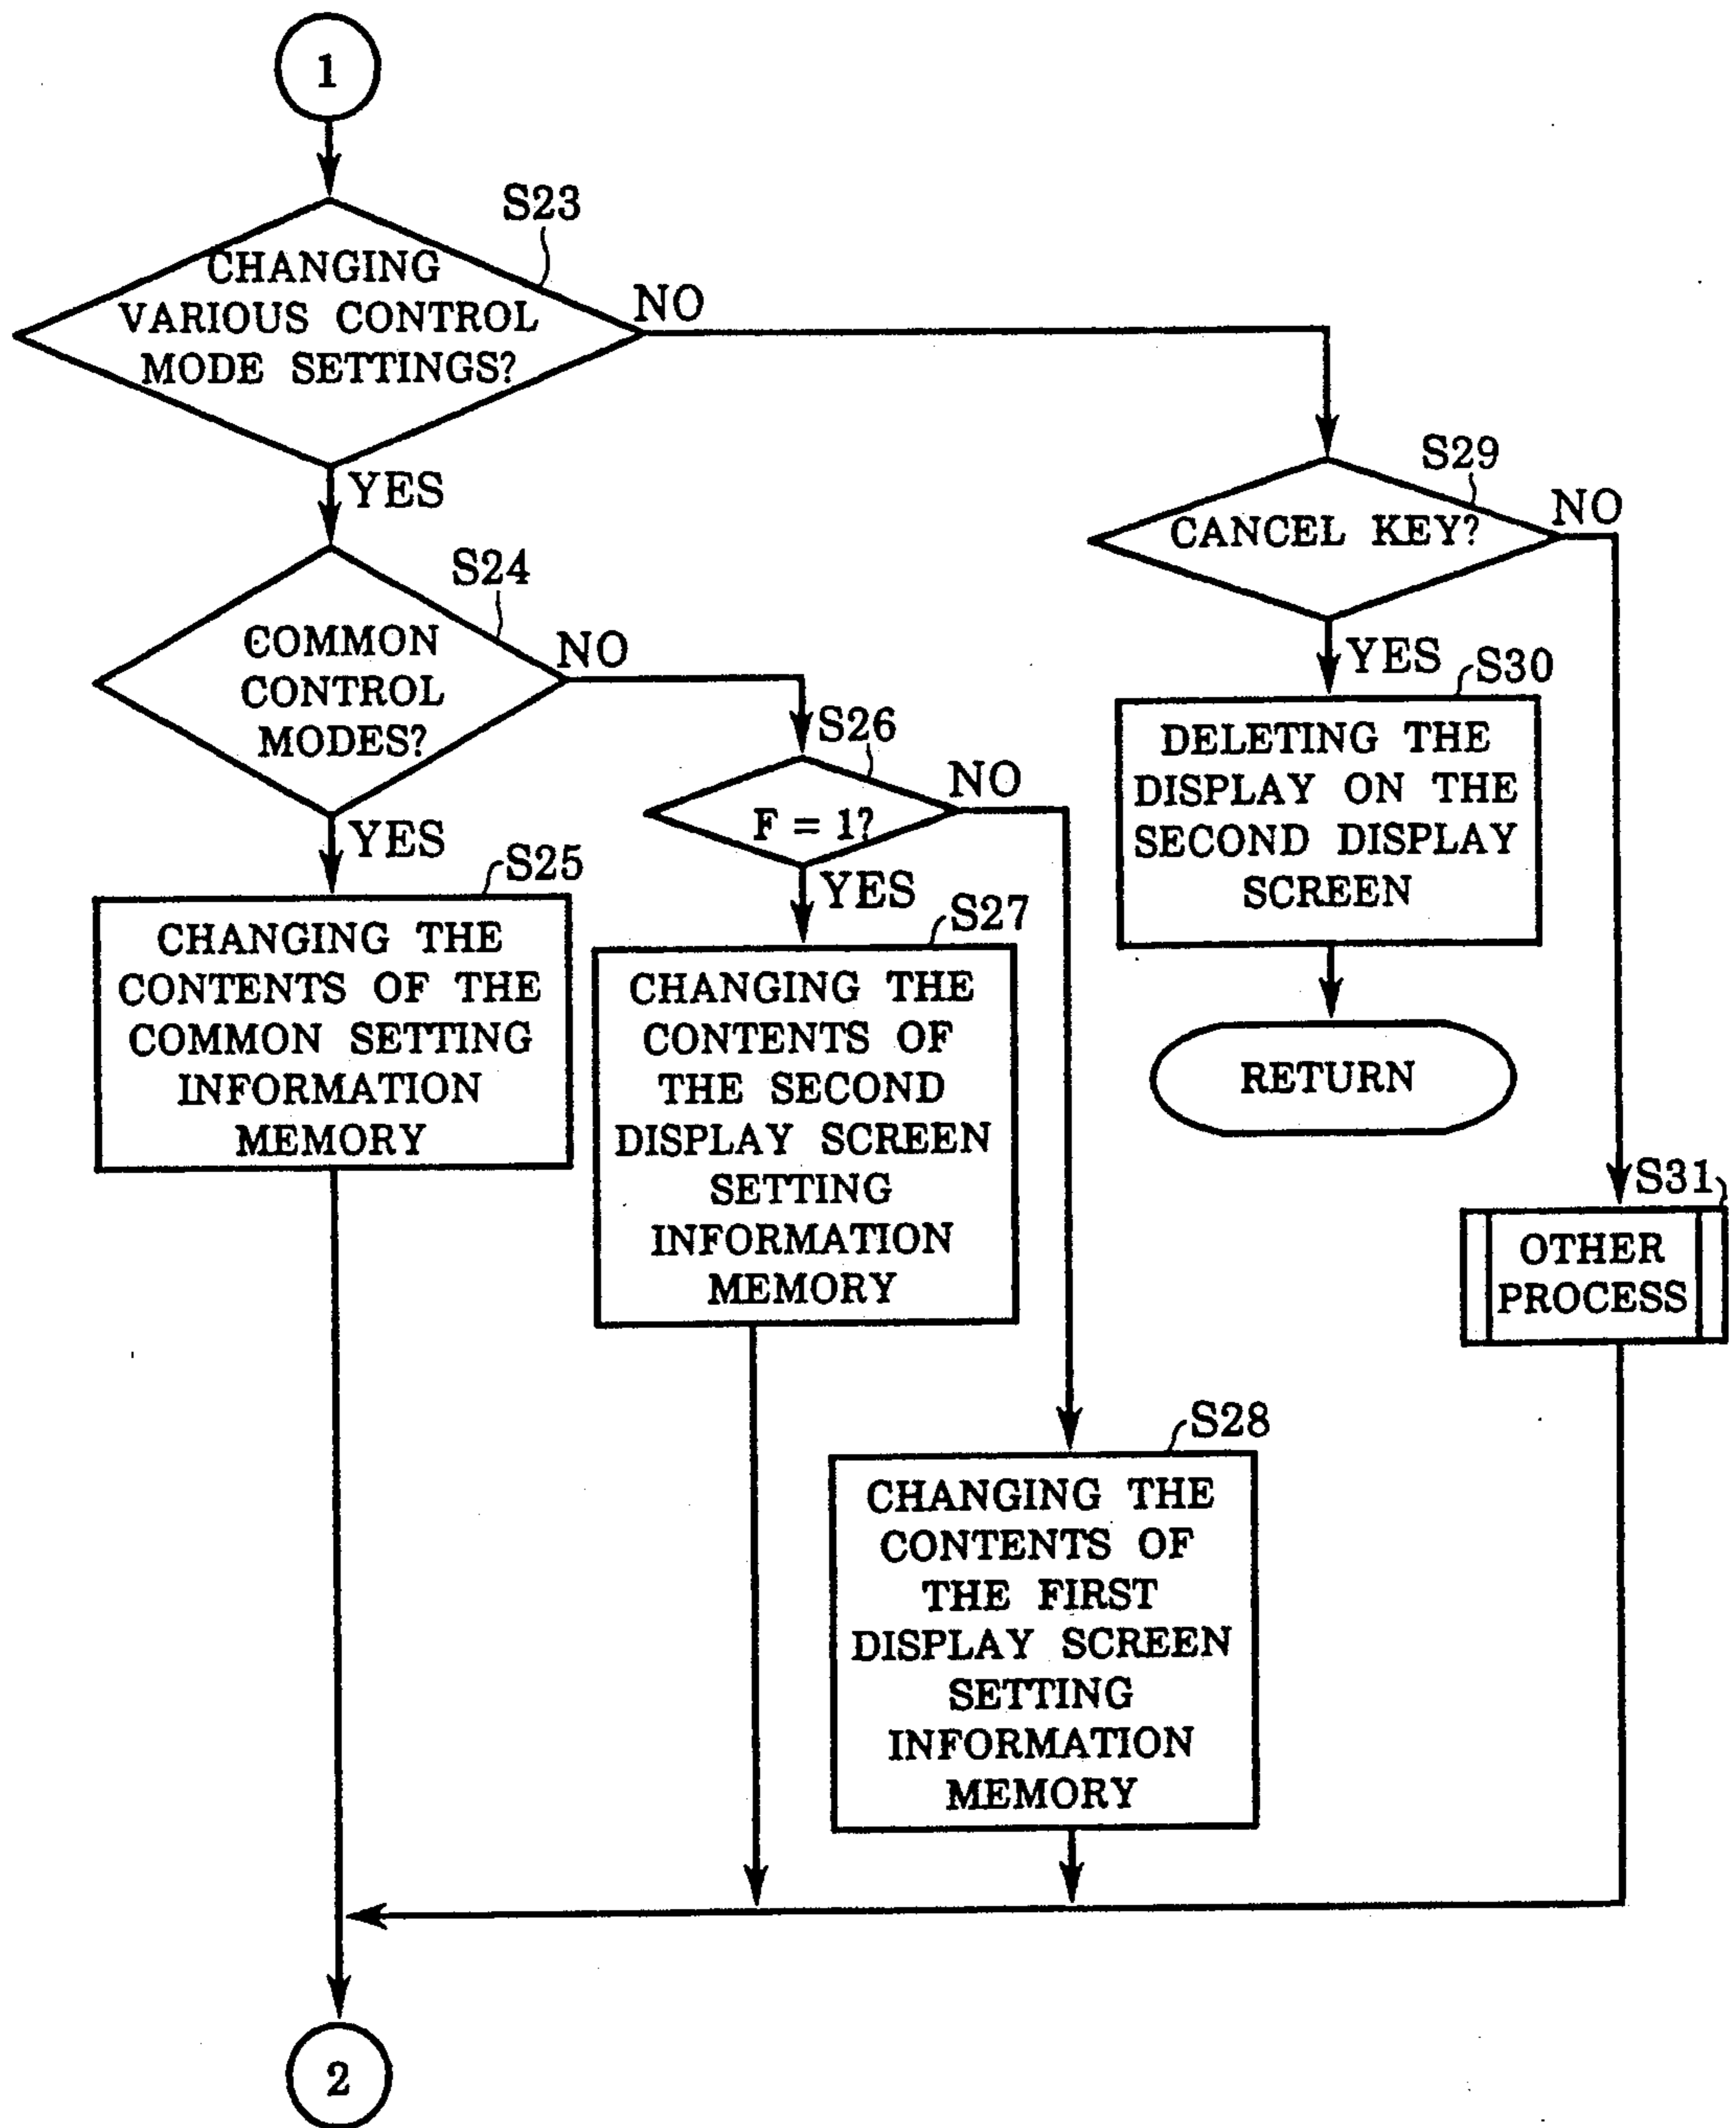 1
S23
CHANGING
VARIOUS CONTROL
MODE SETTINGS?
NO
YES
S24
COMMON
CONTROL
MODES?
NO
YES
S25
CHANGING THE
CONTENTS OF THE
COMMON SETTING
INFORMATION
MEMORY
S26
F = 1?
NO
YES
S27
CHANGING THE
CONTENTS OF
THE SECOND
DISPLAY SCREEN
SETTING
INFORMATION
MEMORY
S28
CHANGING THE
CONTENTS OF
THE FIRST
DISPLAY SCREEN
SETTING
INFORMATION
MEMORY
S29
CANCEL KEY?
NO
YES
S30
DELETING THE
DISPLAY ON THE
SECOND DISPLAY
SCREEN
RETURN
S31
OTHER
PROCESS
2